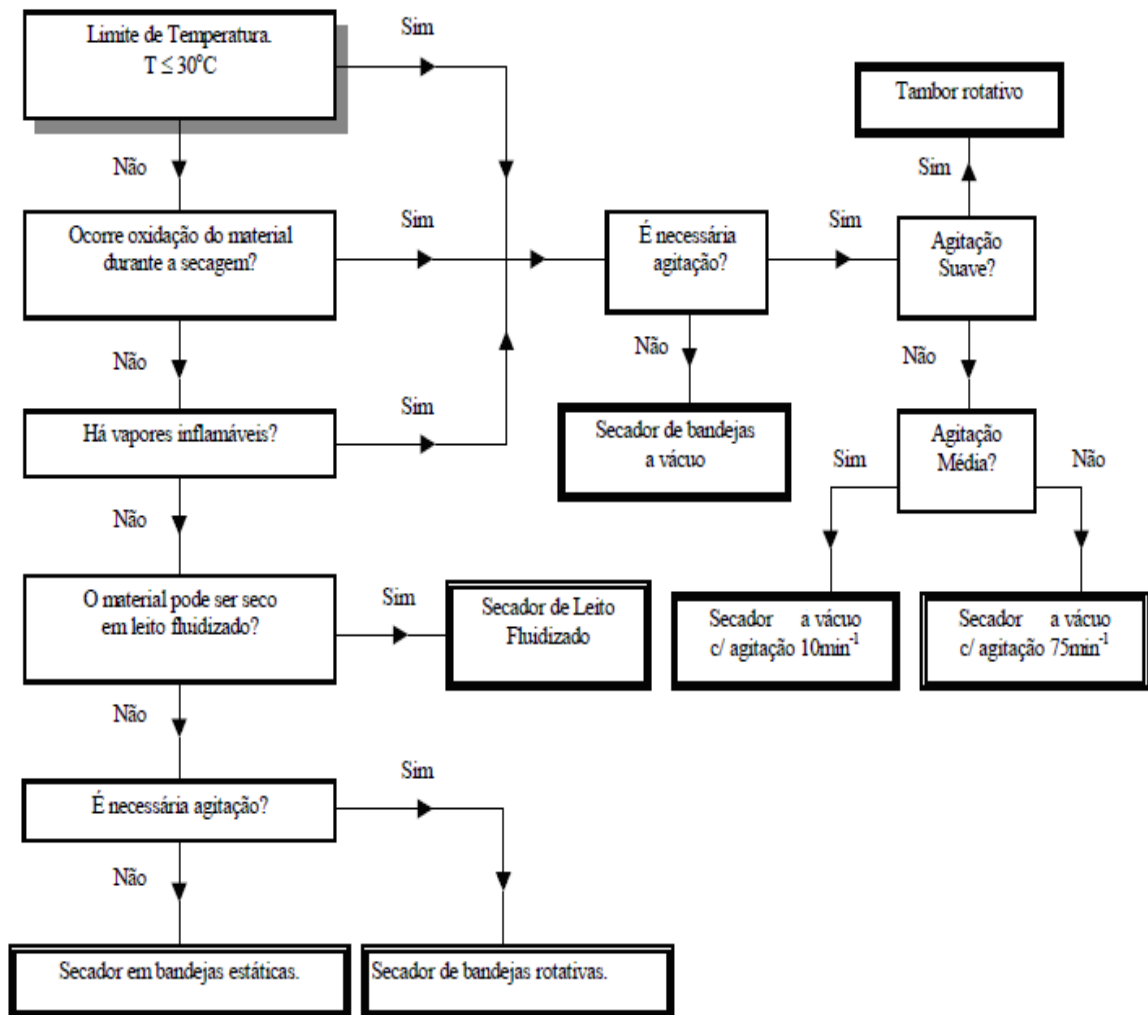 Limite de Temperatura.
T ≤ 30°C
Sim
Não
Ocorre oxidação do material
durante a secagem?
Sim
Não
Há vapores inflamáveis?
Sim
Não
O material pode ser seco
em leito fluidizado?
Sim
Secador de Leito
Fluidizado
Não
É necessária agitação?
Sim
Não
Secador em bandejas estáticas.
Secador de bandejas rotativas.
É necessária
agitação?
Sim
Não
Secador de bandejas
a vácuo
Agitação
Suave?
Sim
Tambor rotativo
Não
Agitação
Média?
Sim
Não
Secador a vácuo
c/ agitação 10min⁻¹
Secador a vácuo
c/ agitação 75min⁻¹